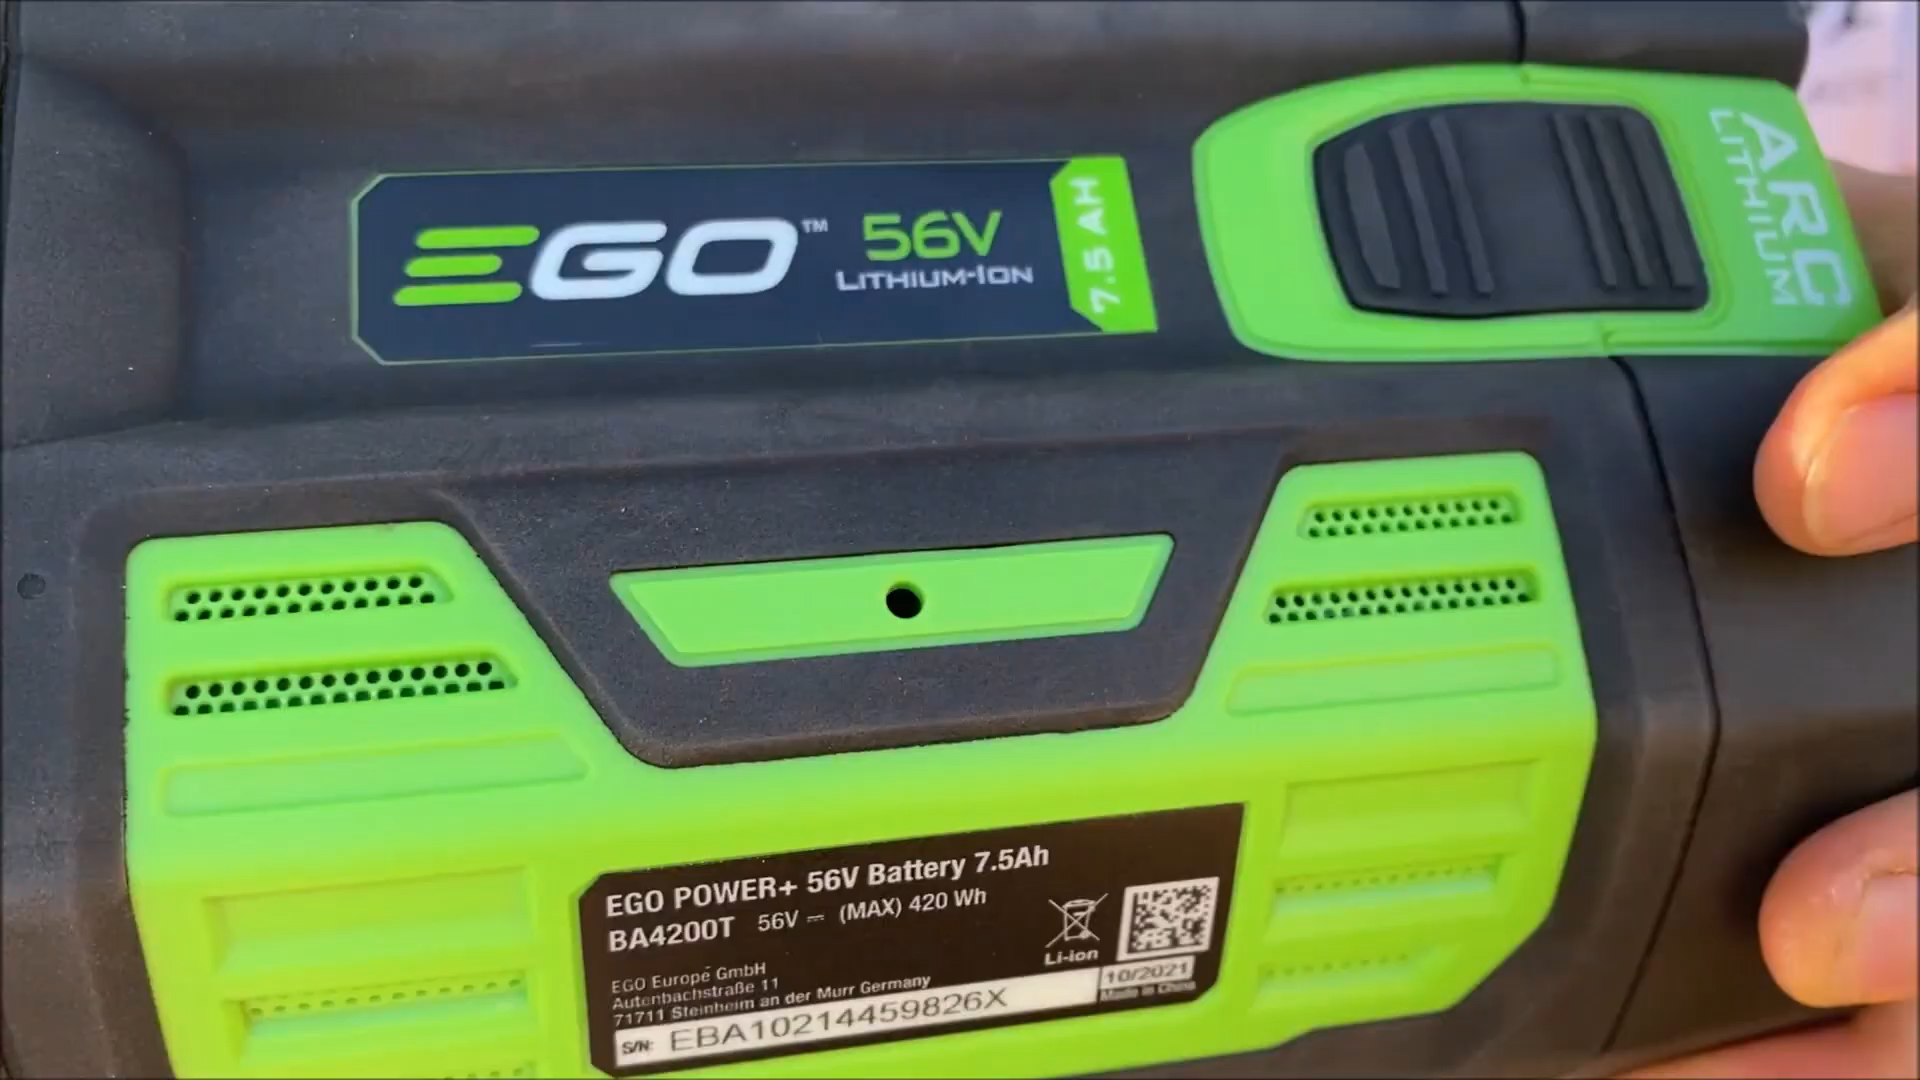 EGO™
56V
LITHIUM-ION
7.5 AH
ARC
LITHIUM
EGO POWER+ 56V Battery 7.5Ah
BA4200T 56V ⎓ (MAX) 420 Wh
Li-ion
EGO Europe GmbH
Autenbachstraße 11
71711 Steinheim an der Murr Germany
10/2021
Made in China
S/N: EBA10214459826X